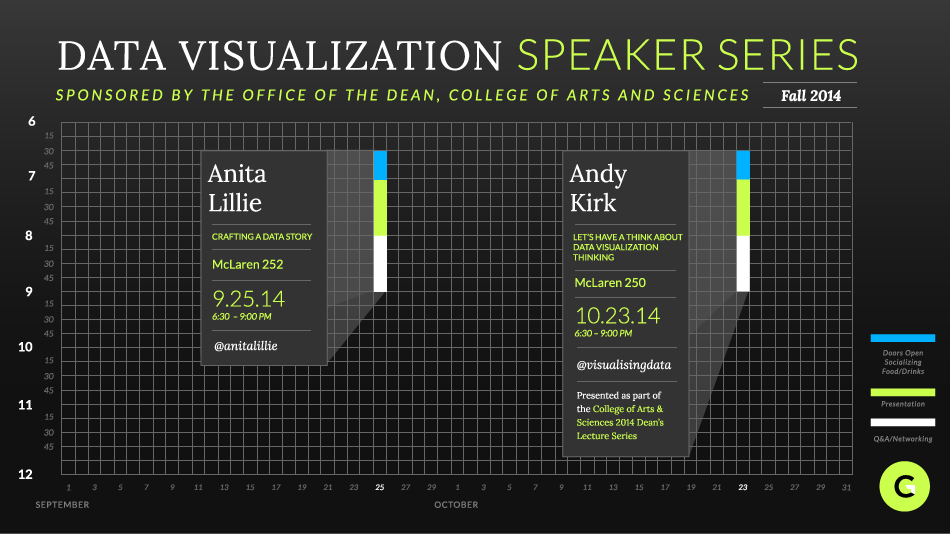 DATA VISUALIZATION SPEAKER SERIES
SPONSORED BY THE OFFICE OF THE DEAN, COLLEGE OF ARTS AND SCIENCES
Fall 2014
6
15
30
45
7
15
30
45
8
15
30
45
9
15
30
45
10
15
30
45
11
15
30
45
12
Anita
Lillie
CRAFTING A DATA STORY
McLaren 252
9.25.14
6:30 – 9:00 PM
@anitalillie
Andy
Kirk
LET'S HAVE A THINK ABOUT
DATA VISUALIZATION
THINKING
McLaren 250
10.23.14
6:30 – 9:00 PM
@visualisingdata
Presented as part of
the College of Arts &
Sciences 2014 Dean's
Lecture Series
Doors Open
Socializing
Food/Drinks
Presentation
Q&A/Networking
G
1 3 5 7 9 11 13 15 17 19 21 23 25 27 29 1 3 5 7 9 11 13 15 17 19 21 23 25 27 29 31
SEPTEMBER OCTOBER